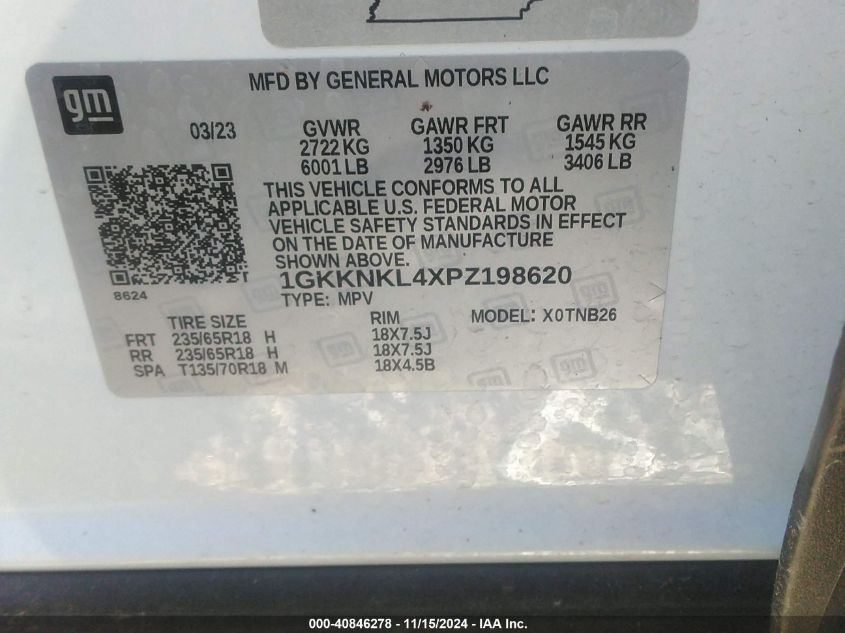 gm
MFD BY GENERAL MOTORS LLC
03/23
GVWR GAWR FRT GAWR RR
2722 KG 1350 KG 1545 KG
6001 LB 2976 LB 3406 LB
THIS VEHICLE CONFORMS TO ALL
APPLICABLE U.S. FEDERAL MOTOR
VEHICLE SAFETY STANDARDS IN EFFECT
ON THE DATE OF MANUFACTURE
SHOWN ABOVE.
1GKKNKL4XPZ198620
8624
TYPE: MPV
TIRE SIZE RIM MODEL: X0TNB26
FRT 235/65R18 H 18X7.5J
RR 235/65R18 H 18X7.5J
SPA T135/70R18 M 18X4.5B
000-40846278 - 11/15/2024 - IAA Inc.